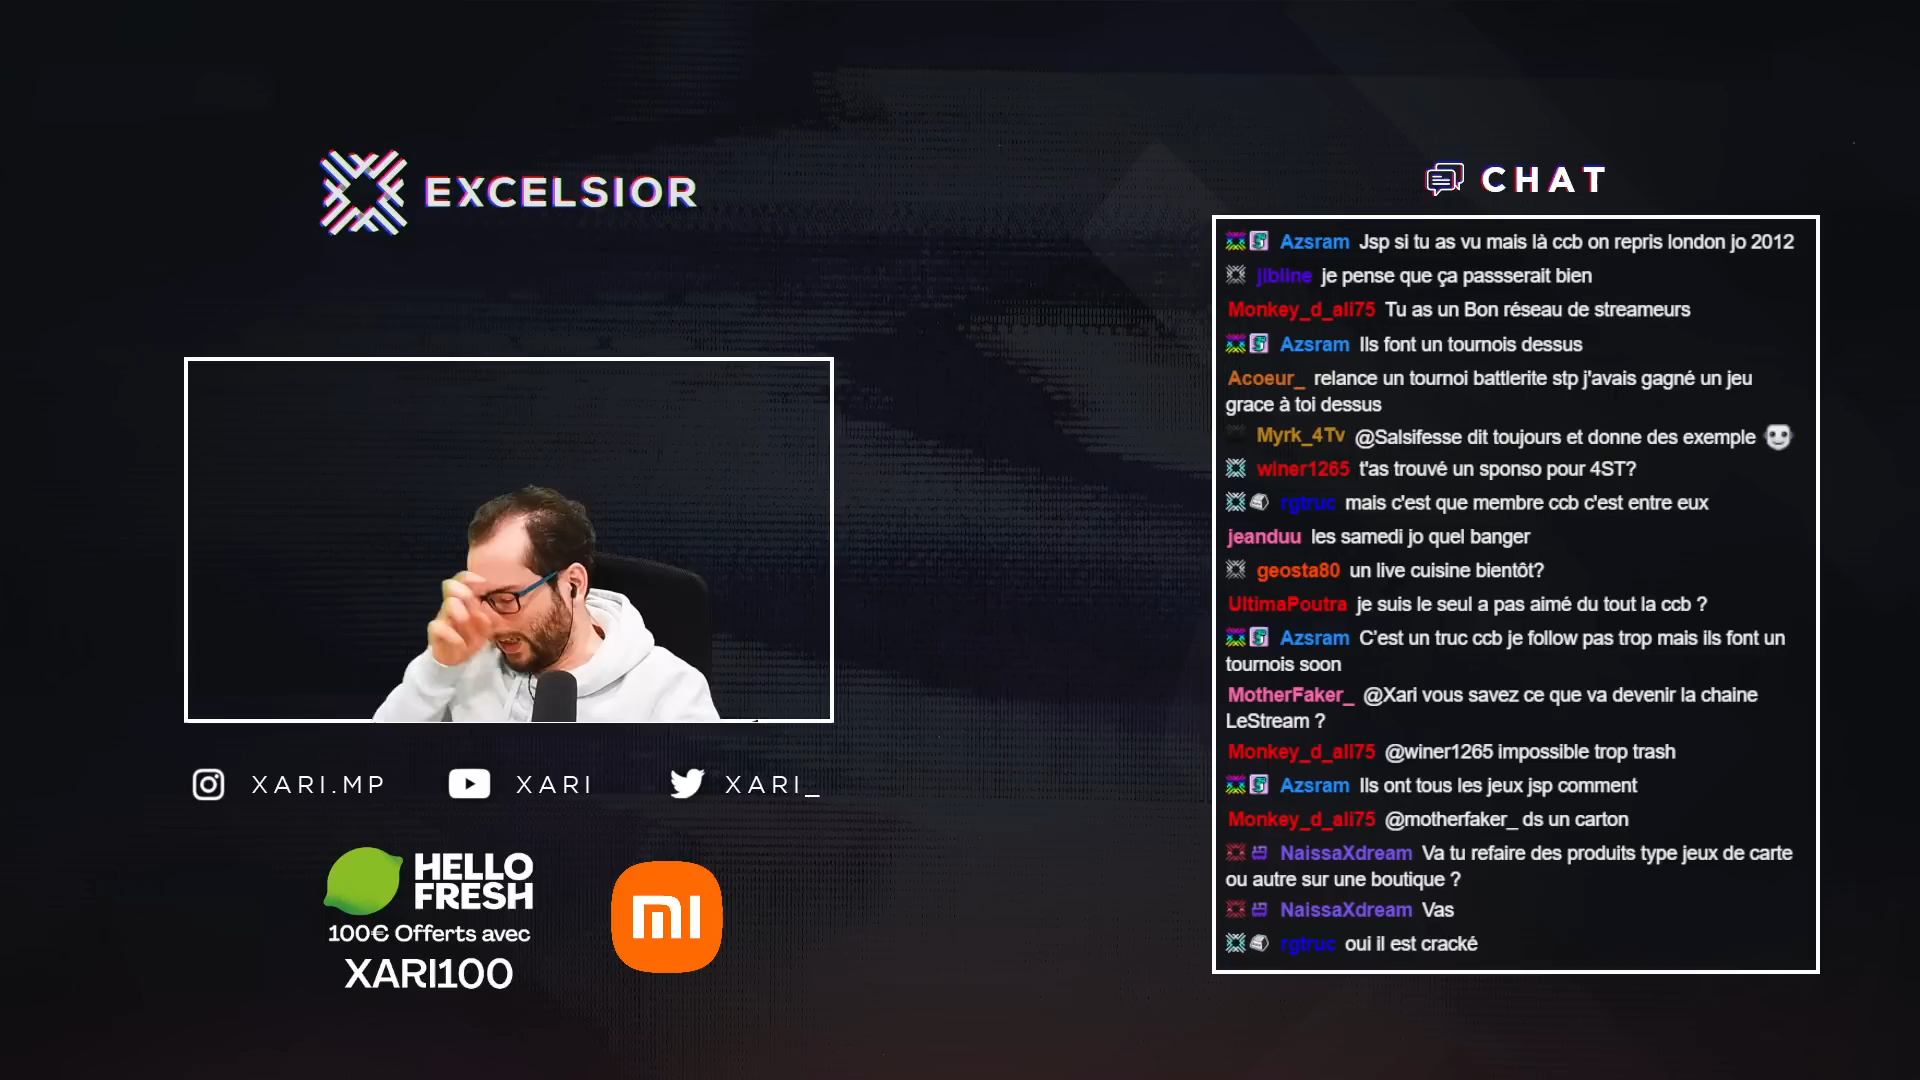 EXCELSIOR
XARI.MP
XARI
XARI_
HELLO
FRESH
100€ Offerts avec
XARI100
mi
CHAT
Azsram Jsp si tu as vu mais là ccb on repris london jo 2012
jibline je pense que ça passserait bien
Monkey_d_ali75 Tu as un Bon réseau de streameurs
Azsram Ils font un tournois dessus
Acoeur_ relance un tournoi battlerite stp j'avais gagné un jeu
grace à toi dessus
Myrk_4Tv @Salsifesse dit toujours et donne des exemple
winer1265 t'as trouvé un sponso pour 4ST?
rgtruc mais c'est que membre ccb c'est entre eux
jeanduu les samedi jo quel banger
geosta80 un live cuisine bientôt?
UltimaPoutra je suis le seul a pas aimé du tout la ccb ?
Azsram C'est un truc ccb je follow pas trop mais ils font un
tournois soon
MotherFaker_ @Xari vous savez ce que va devenir la chaine
LeStream ?
Monkey_d_ali75 @winer1265 impossible trop trash
Azsram Ils ont tous les jeux jsp comment
Monkey_d_ali75 @motherfaker_ ds un carton
NaissaXdream Va tu refaire des produits type jeux de carte
ou autre sur une boutique ?
NaissaXdream Vas
rgtruc oui il est cracké